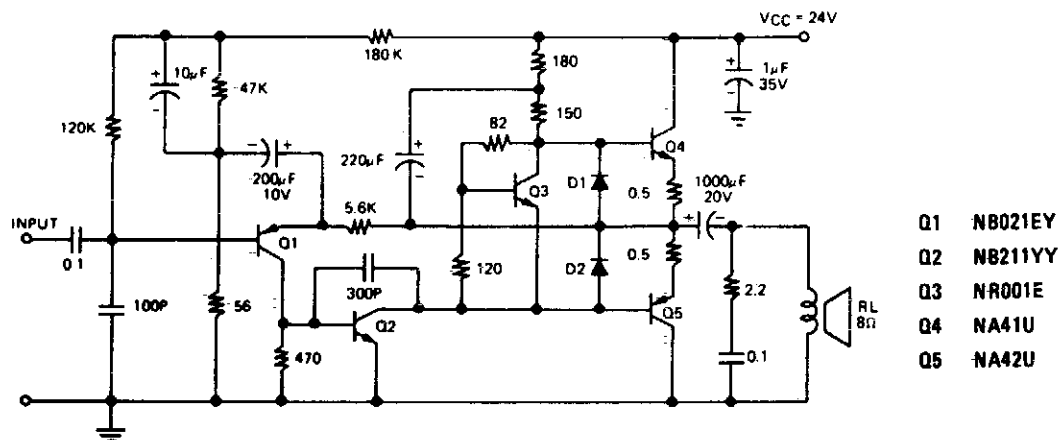 VCC = 24V
180 K
180
10µF
+
-
47K
+
1µF
35V
-
120K
150
82
- +
200µF
10V
+
220µF
-
Q3
D1
Q4
0.5
1000µF
20V
+ -
INPUT
0.1
Q1
5.6K
0.5
300P
120
D2
100P
56
Q2
Q5
2.2
RL
8Ω
470
0.1
Q1 NB021EY
Q2 NB211YY
Q3 NR001E
Q4 NA41U
Q5 NA42U